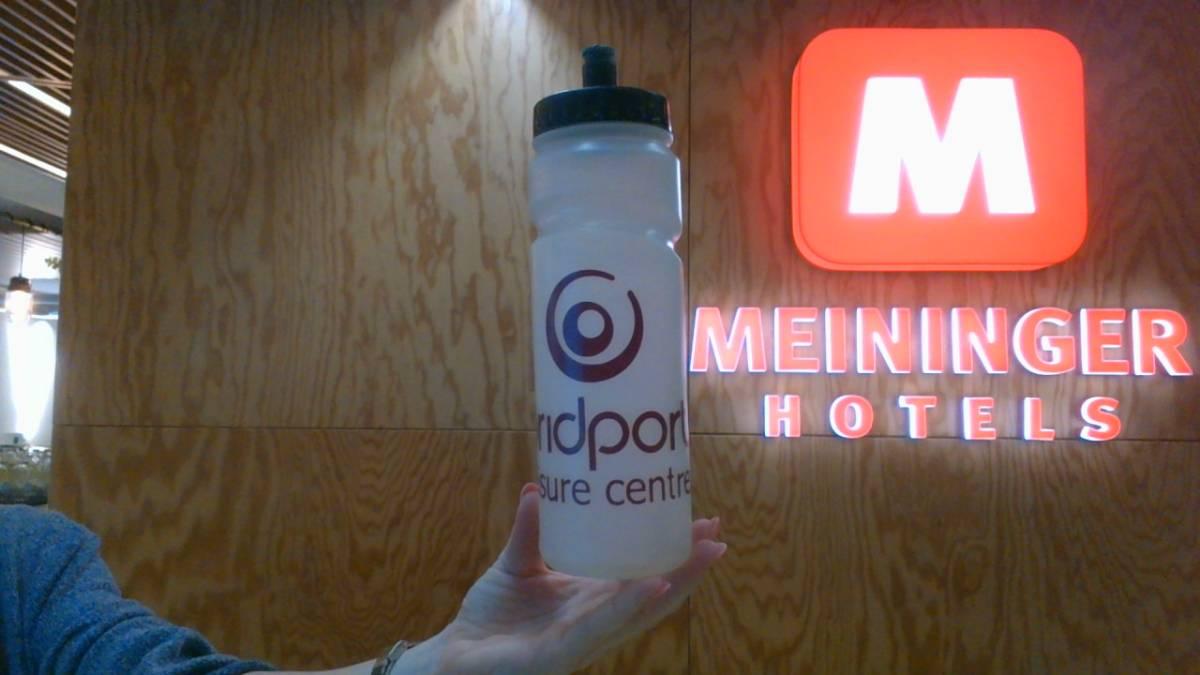 M
MEININGER
HOTELS
ridport
sure centre